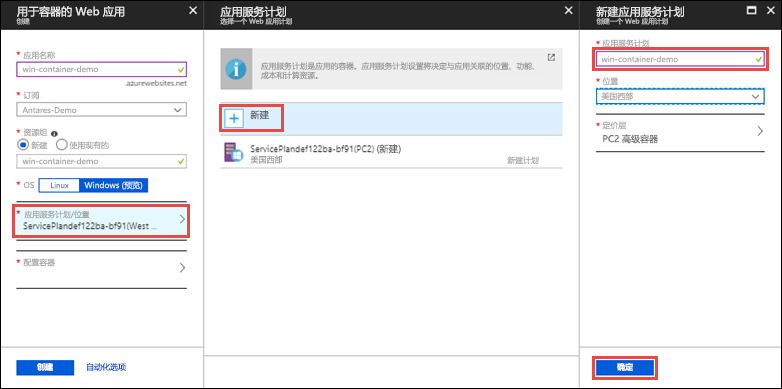 用于容器的 Web 应用
创建
* 应用名称
win-container-demo
.azurewebsites.net
* 订阅
Antares-Demo
* 资源组
新建
使用现有的
win-container-demo
* OS
Linux
Windows (预览)
* 应用服务计划/位置
ServicePlandef122ba-bf91(West ...
* 配置容器
创建
自动化选项
应用服务计划
选择一个 Web 应用计划
应用服务计划是应用的容器。应用服务计划设置将决定与应用关联的位置、功能、
成本和计算资源。
新建
ServicePlandef122ba-bf91(PC2) (新建)
美国西部
新建计划
新建应用服务计划
创建一个 Web 应用计划
* 应用服务计划
win-container-demo
* 位置
美国西部
* 定价层
PC2 高级容器
确定